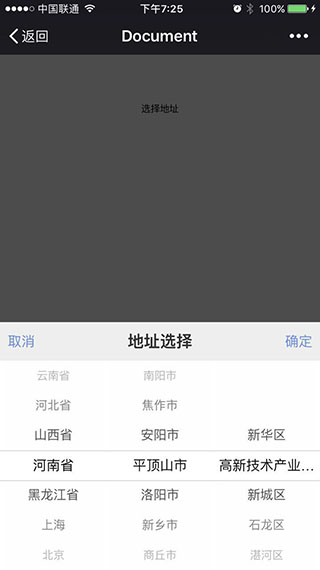 中国联通 下午7:25 100%
返回 Document
选择地址
取消 地址选择 确定
云南省 南阳市
河北省 焦作市
山西省 安阳市 新华区
河南省 平顶山市 高新技术产业...
黑龙江省 洛阳市 新城区
上海 新乡市 石龙区
北京 商丘市 湛河区